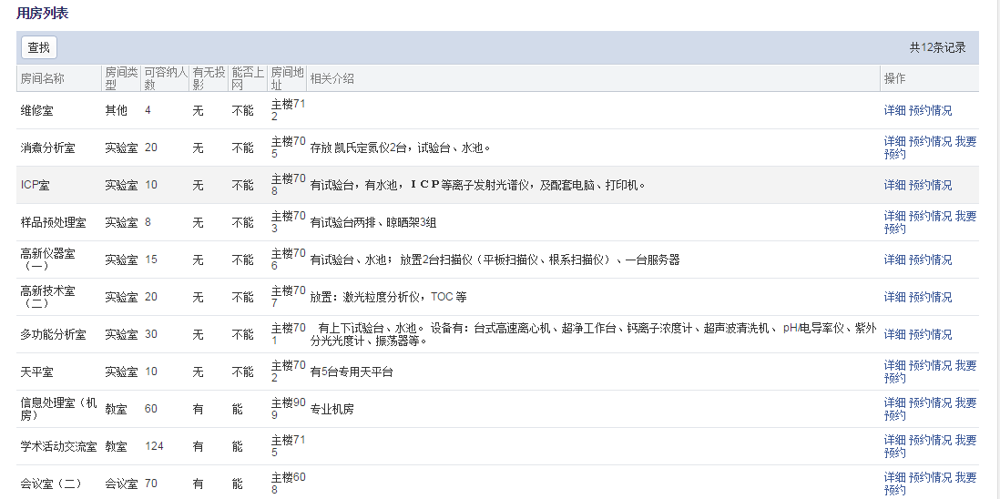 用房列表
查找 共12条记录
房间名称 房间类型 可容纳人数 有无投影 能否上网 房间地址 相关介绍 操作
维修室 其他 4 无 不能 主楼712 详细 预约情况
消煮分析室 实验室 20 无 不能 主楼705 存放 凯氏定氮仪2台，试验台、水池。 详细 预约情况 我要预约
ICP室 实验室 10 无 不能 主楼708 有试验台，有水池，ＩＣＰ等离子发射光谱仪，及配套电脑、打印机。 详细 预约情况
样品预处理室 实验室 8 无 不能 主楼703 有试验台两排、晾晒架3组 详细 预约情况 我要预约
高新仪器室（一） 实验室 15 无 不能 主楼706 有试验台、水池； 放置2台扫描仪（平板扫描仪、根系扫描仪）、一台服务器 详细 预约情况
高新技术室（二） 实验室 20 无 不能 主楼707 放置：激光粒度分析仪，TOC 等 详细 预约情况
多功能分析室 实验室 30 无 不能 主楼701 有上下试验台、水池。 设备有：台式高速离心机、超净工作台、钙离子浓度计、超声波清洗机、 pH/电导率仪、紫外分光光度计、振荡器等。 详细 预约情况
天平室 实验室 10 无 不能 主楼702 有5台专用天平台 详细 预约情况 我要预约
信息处理室（机房） 教室 60 有 能 主楼909 专业机房 详细 预约情况 我要预约
学术活动交流室 教室 124 有 能 主楼715 详细 预约情况 我要预约
会议室（二） 会议室 70 有 能 主楼608 详细 预约情况 我要预约